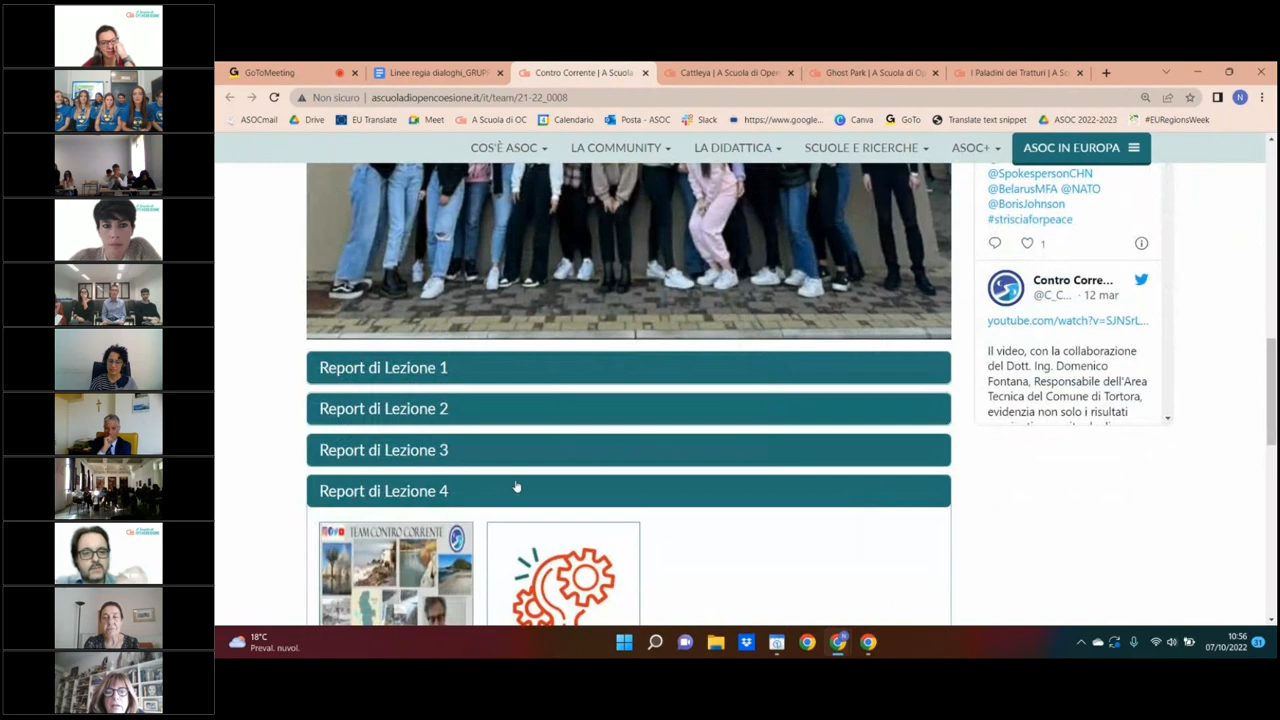 GoToMeeting
Linee regia dialoghi_GRUPP
Contro Corrente | A Scuola
Cattleya | A Scuola di Open
Ghost Park | A Scuola di Op
I Paladini dei Tratturi | A Sc
Non sicuro | ascuoladiopencoesione.it/it/team/21-22_0008
ASOCmail
Drive
EU Translate
Meet
A Scuola di OC
Calendario
Posta - ASOC
Slack
https://www.google...
Canva
GoTo
Translate text snippet
ASOC 2022-2023
#EURegionsWeek
COS'È ASOC
LA COMMUNITY
LA DIDATTICA
SCUOLE E RICERCHE
ASOC+
ASOC IN EUROPA
@SpokespersonCHN
@BelarusMFA @NATO
@BorisJohnson
#strisciaforpeace
1
Contro Corre...
@C_C... · 12 mar
youtube.com/watch?v=SJNSrL...
Il video, con la collaborazione
del Dott. Ing. Domenico
Fontana, Responsabile dell'Area
Tecnica del Comune di Tortora,
evidenzia non solo i risultati
Report di Lezione 1
Report di Lezione 2
Report di Lezione 3
Report di Lezione 4
TEAM CONTRO CORRENTE
18°C
Preval. nuvol.
10:56
07/10/2022